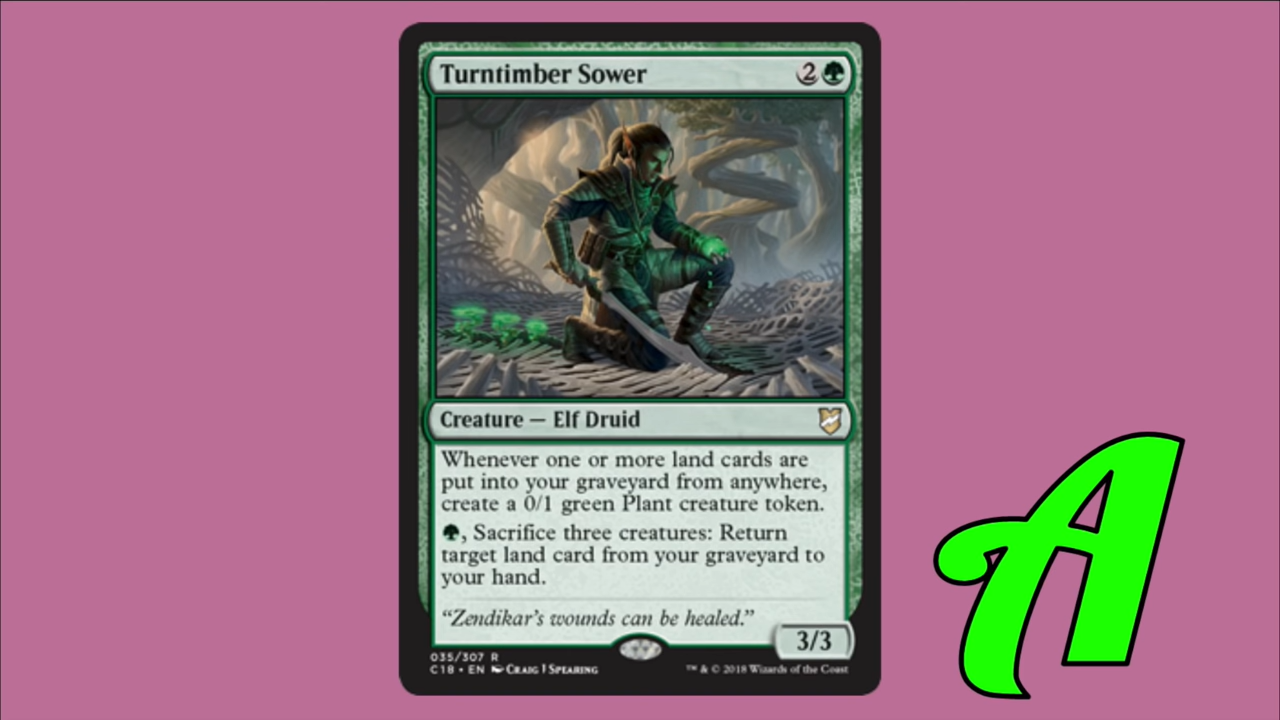 Turntimber Sower 2
Creature — Elf Druid
Whenever one or more land cards are
put into your graveyard from anywhere,
create a 0/1 green Plant creature token.
, Sacrifice three creatures: Return
target land card from your graveyard to
your hand.
“Zendikar’s wounds can be healed.”
3/3
035/307 R
C18 • EN Craig J Spearing
™ & © 2018 Wizards of the Coast
A